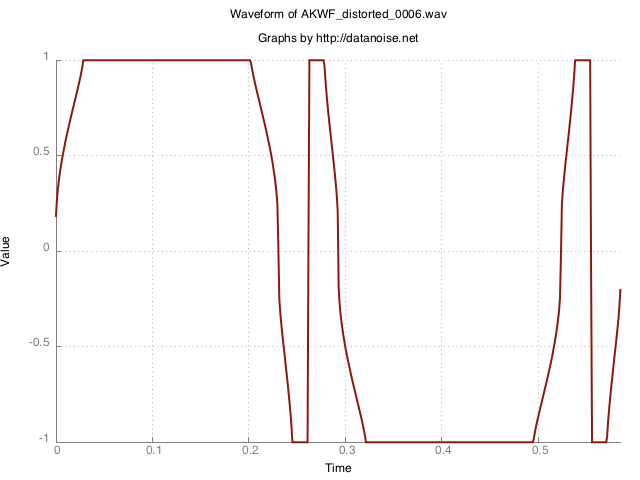 Waveform of AKWF_distorted_0006.wav
Graphs by http://datanoise.net
1
0.5
0
-0.5
-1
Value
0 0.1 0.2 0.3 0.4 0.5
Time